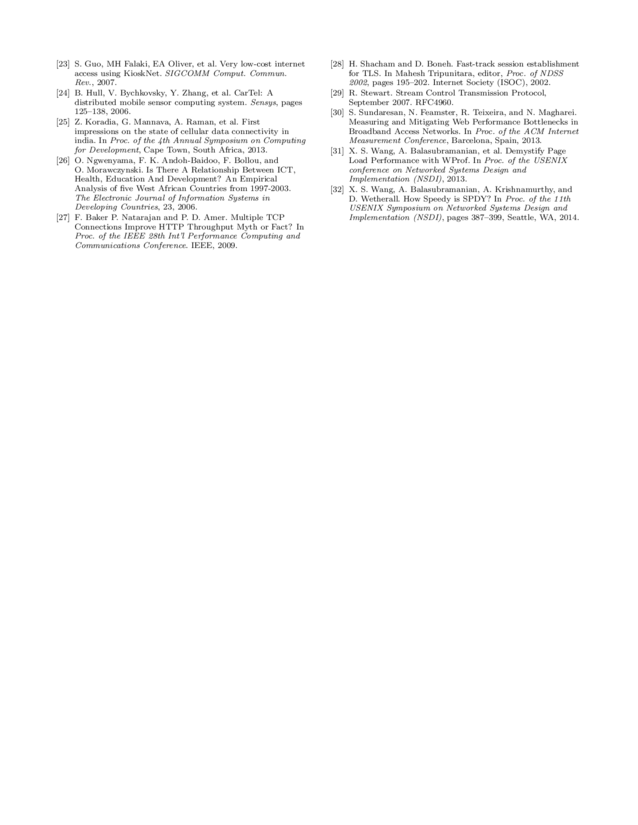 [23] S. Guo, MH Falaki, EA Oliver, et al. Very low-cost internet
access using KioskNet. SIGCOMM Comput. Commun.
Rev., 2007.
[24] B. Hull, V. Bychkovsky, Y. Zhang, et al. CarTel: A
distributed mobile sensor computing system. Sensys, pages
125–138, 2006.
[25] Z. Koradia, G. Mannava, A. Raman, et al. First
impressions on the state of cellular data connectivity in
india. In Proc. of the 4th Annual Symposium on Computing
for Development, Cape Town, South Africa, 2013.
[26] O. Ngwenyama, F. K. Andoh-Baidoo, F. Bollou, and
O. Morawczynski. Is There A Relationship Between ICT,
Health, Education And Development? An Empirical
Analysis of five West African Countries from 1997-2003.
The Electronic Journal of Information Systems in
Developing Countries, 23, 2006.
[27] F. Baker P. Natarajan and P. D. Amer. Multiple TCP
Connections Improve HTTP Throughput Myth or Fact? In
Proc. of the IEEE 28th Int'l Performance Computing and
Communications Conference. IEEE, 2009.
[28] H. Shacham and D. Boneh. Fast-track session establishment
for TLS. In Mahesh Tripunitara, editor, Proc. of NDSS
2002, pages 195–202. Internet Society (ISOC), 2002.
[29] R. Stewart. Stream Control Transmission Protocol,
September 2007. RFC4960.
[30] S. Sundaresan, N. Feamster, R. Teixeira, and N. Magharei.
Measuring and Mitigating Web Performance Bottlenecks in
Broadband Access Networks. In Proc. of the ACM Internet
Measurement Conference, Barcelona, Spain, 2013.
[31] X. S. Wang, A. Balasubramanian, et al. Demystify Page
Load Performance with WProf. In Proc. of the USENIX
conference on Networked Systems Design and
Implementation (NSDI), 2013.
[32] X. S. Wang, A. Balasubramanian, A. Krishnamurthy, and
D. Wetherall. How Speedy is SPDY? In Proc. of the 11th
USENIX Symposium on Networked Systems Design and
Implementation (NSDI), pages 387–399, Seattle, WA, 2014.